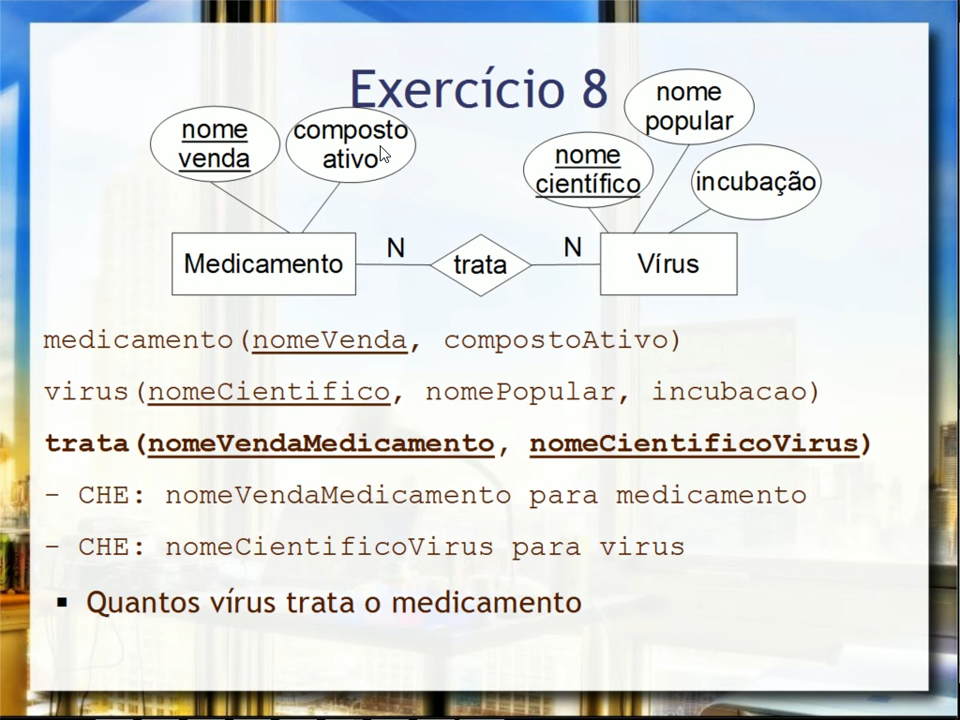 Exercício 8
nome
venda
composto
ativo
nome
científico
nome
popular
incubação
Medicamento
N
trata
N
Vírus
medicamento(nomeVenda, compostoAtivo)
virus(nomeCientifico, nomePopular, incubacao)
trata(nomeVendaMedicamento, nomeCientificoVirus)
- CHE: nomeVendaMedicamento para medicamento
- CHE: nomeCientificoVirus para virus
▪ Quantos vírus trata o medicamento